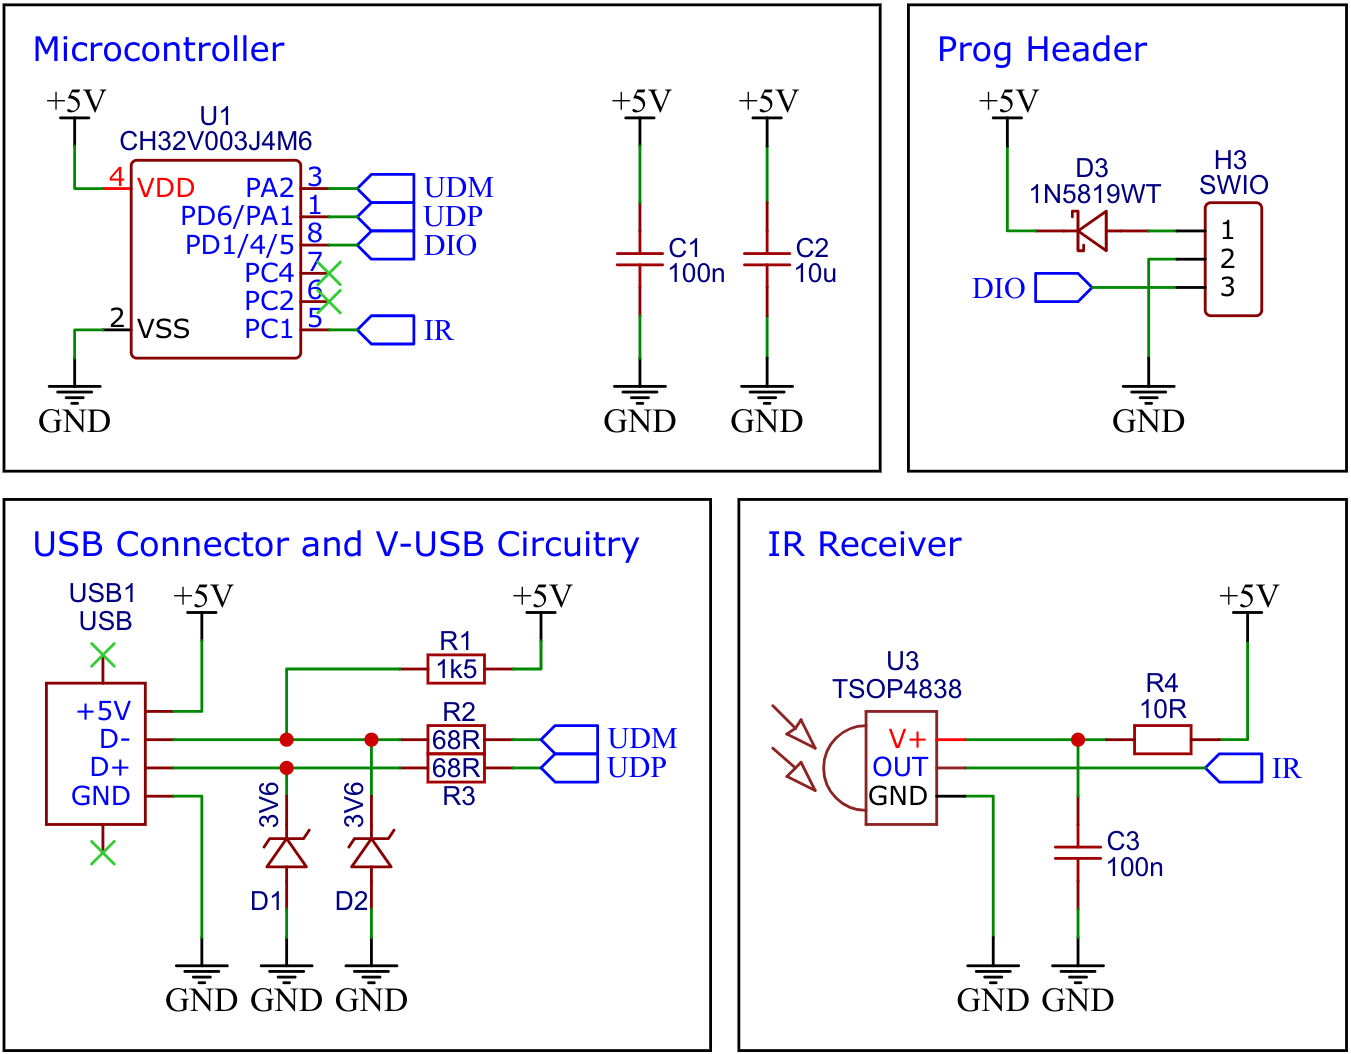 Microcontroller
+5V
U1
CH32V003J4M6
4 VDD
PA2 3 UDM
PD6/PA1 1 UDP
PD1/4/5 8 DIO
PC4 7
PC2 6
2 VSS
PC1 5 IR
GND
+5V
C1
100n
GND
+5V
C2
10u
GND
Prog Header
+5V
D3
1N5819WT
H3
SWIO
1
2
DIO
3
GND
USB Connector and V-USB Circuitry
USB1
USB
+5V
+5V
R1
1k5
+5V
D-
D+
GND
R2
68R UDM
68R UDP
R3
3V6
3V6
D1
D2
GND GND GND
IR Receiver
+5V
U3
TSOP4838
R4
10R
V+
OUT
GND
IR
C3
100n
GND GND